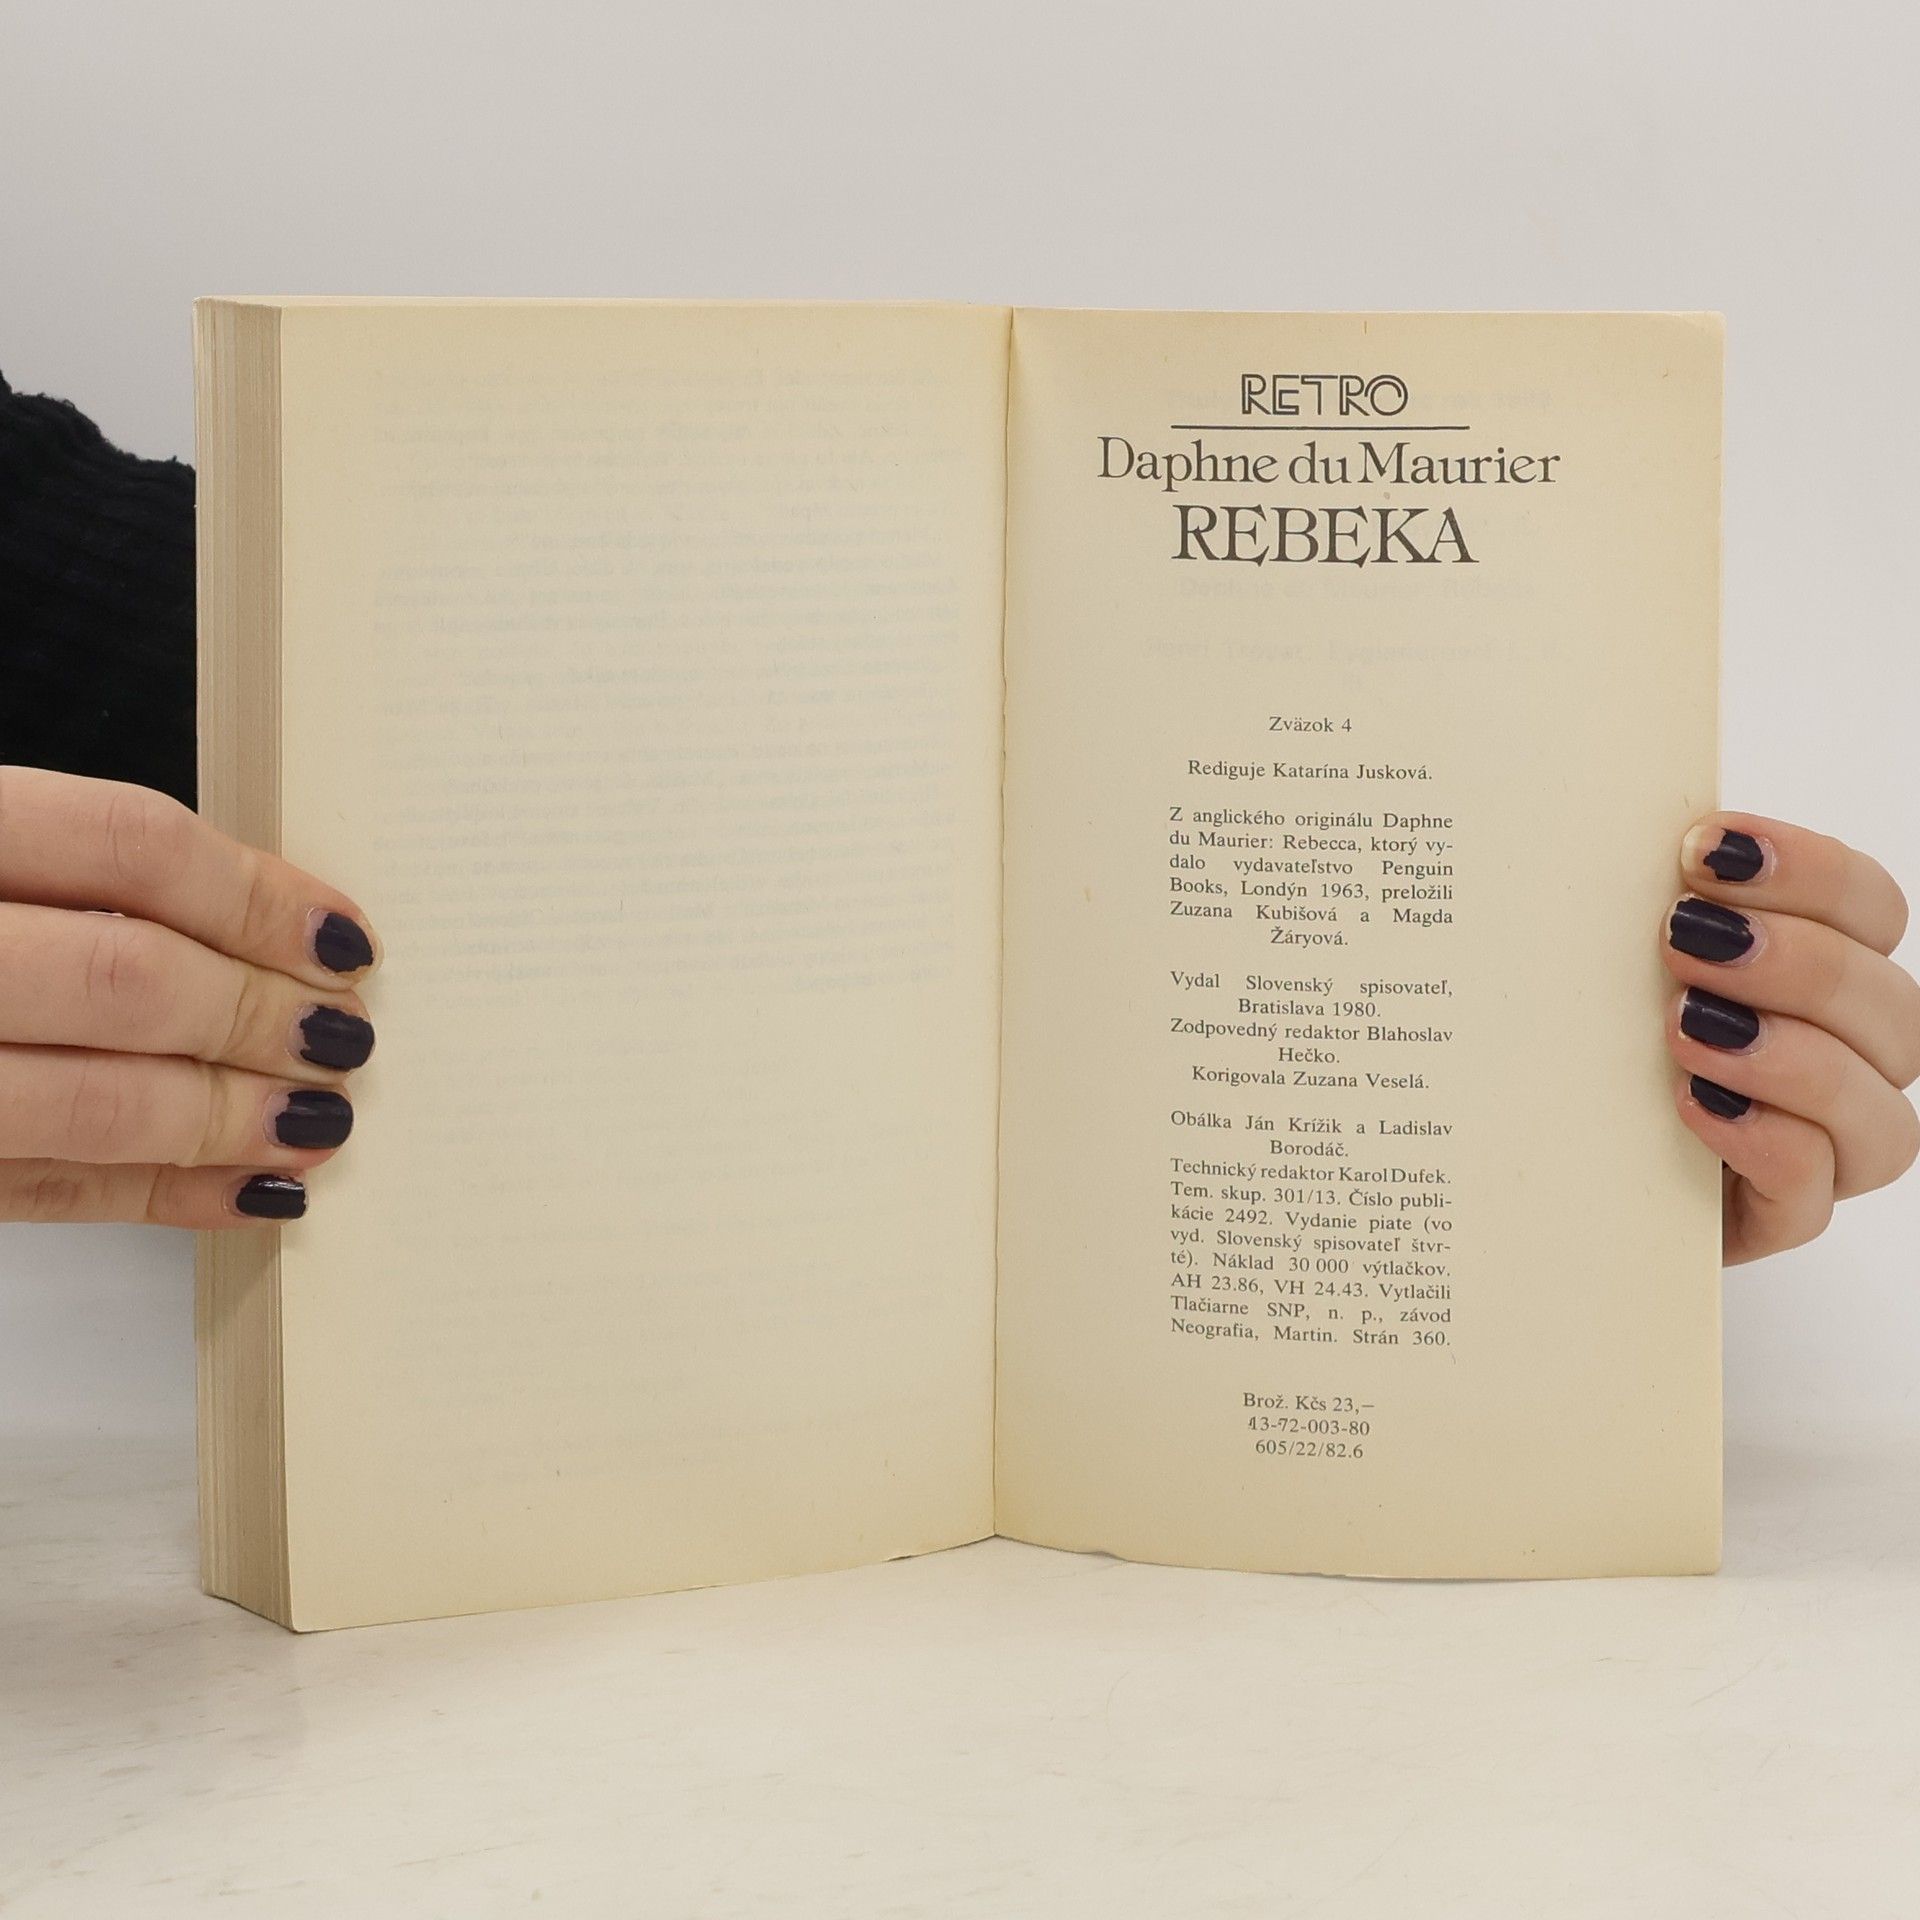 RETRO
Daphne du Maurier
REBEKA
Zväzok 4
Rediguje Katarína Jusková.
Z anglického originálu Daphne
du Maurier: Rebecca, ktorý vy-
dalo vydavateľstvo Penguin
Books, Londýn 1963, preložili
Zuzana Kubišová a Magda
Žáryová.
Vydal Slovenský spisovateľ,
Bratislava 1980.
Zodpovedný redaktor Blahoslav
Hečko.
Korigovala Zuzana Veselá.
Obálka Ján Krížik a Ladislav
Borodáč.
Technický redaktor Karol Dufek.
Tem. skup. 301/13. Číslo publi-
kácie 2492. Vydanie piate (vo
vyd. Slovenský spisovateľ štvr-
té). Náklad 30 000 výtlačkov.
AH 23.86, VH 24.43. Vytlačili
Tlačiarne SNP, n. p., závod
Neografia, Martin. Strán 360.
Brož. Kčs 23,—
13-72-003-80
605/22/82.6